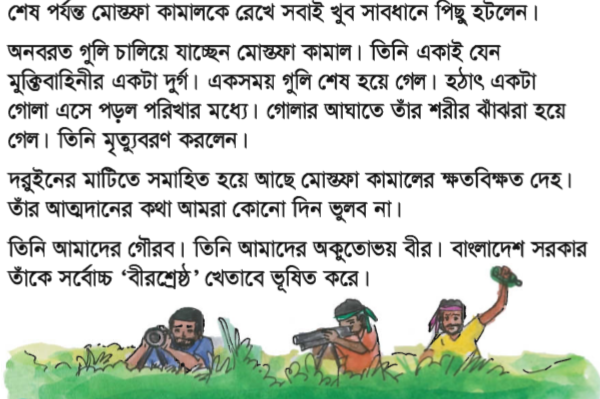 শেষ পর্যন্ত মোস্তফা কামালকে রেখে সবাই খুব সাবধানে পিছু হটলেন।
অনবরত গুলি চালিয়ে যাচ্ছেন মোস্তফা কামাল। তিনি একাই যেন
মুক্তিবাহিনীর একটা দুর্গ। একসময় গুলি শেষ হয়ে গেল। হঠাৎ একটা
গোলা এসে পড়ল পরিখার মধ্যে। গোলার আঘাতে তাঁর শরীর ঝাঁঝরা হয়ে
গেল। তিনি মৃত্যুবরণ করলেন।
দরুইনের মাটিতে সমাহিত হয়ে আছে মোস্তফা কামালের ক্ষতবিক্ষত দেহ।
তাঁর আত্মদানের কথা আমরা কোনো দিন ভুলব না।
তিনি আমাদের গৌরব। তিনি আমাদের অকুতোভয় বীর। বাংলাদেশ সরকার
তাঁকে সর্বোচ্চ ‘বীরশ্রেষ্ঠ’ খেতাবে ভূষিত করে।